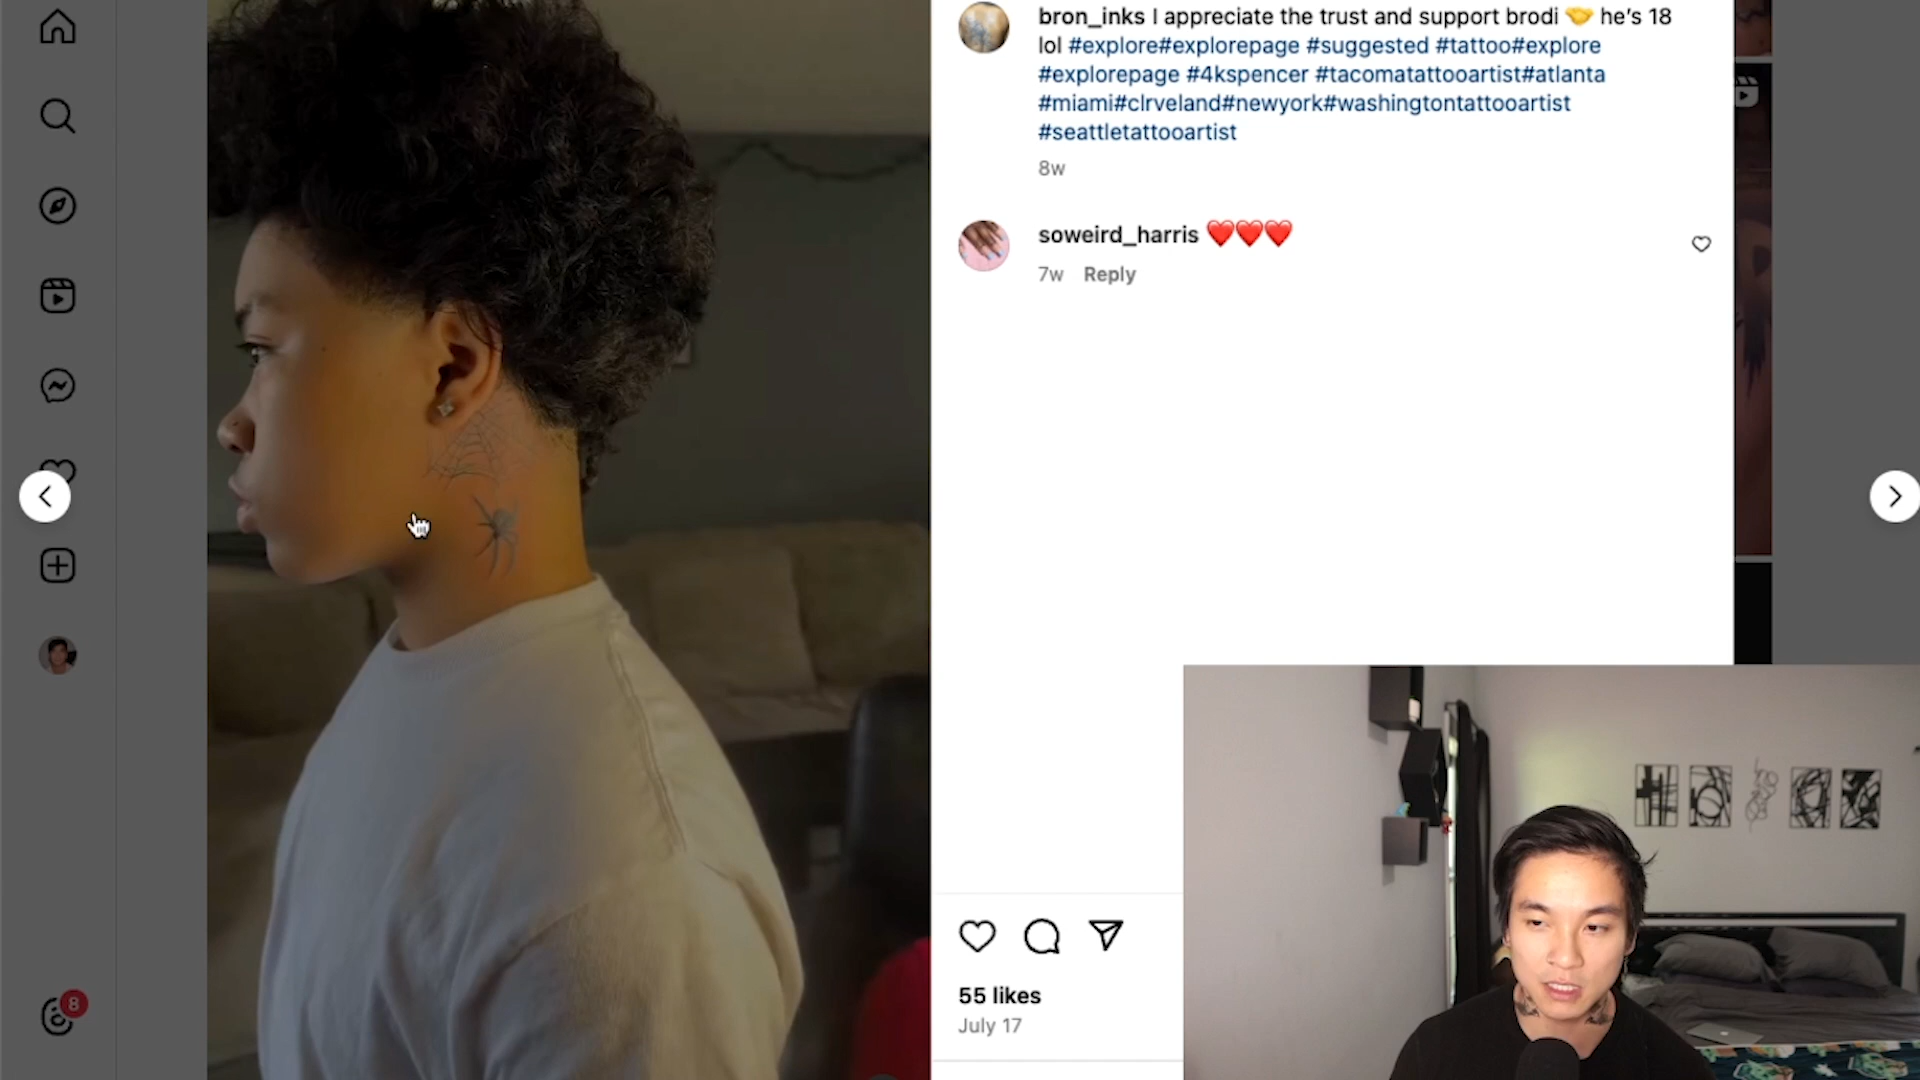 bron_inks I appreciate the trust and support brodi 🤝 he's 18
lol #explore#explorepage #suggested #tattoo#explore
#explorepage #4kspencer #tacomatattooartist#atlanta
#miami#clrveland#newyork#washingtontattooartist
#seattletattooartist
8w
soweird_harris ❤️❤️❤️
7w Reply
8
55 likes
July 17